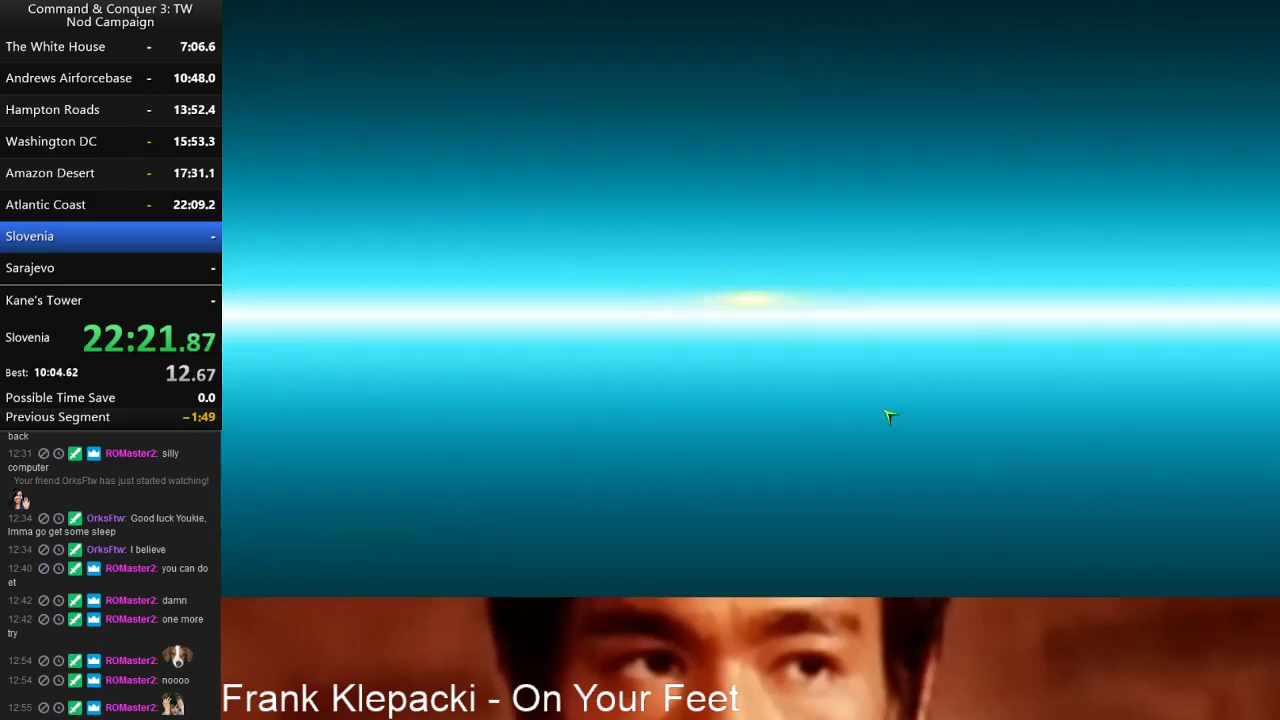 Command & Conquer 3: TW
Nod Campaign
The White House - 7:06.6
Andrews Airforcebase - 10:48.0
Hampton Roads - 13:52.4
Washington DC - 15:53.3
Amazon Desert - 17:31.1
Atlantic Coast - 22:09.2
Slovenia -
Sarajevo -
Kane's Tower -
Slovenia 22:21.87
Best: 10:04.62 12.67
Possible Time Save 0.0
Previous Segment −1:49
back
12:31 ROMaster2: silly
computer
Your friend OrksFtw has just started watching!
12:34 OrksFtw: Good luck Youkie,
Imma go get some sleep
12:34 OrksFtw: I believe
12:40 ROMaster2: you can do
et
12:42 ROMaster2: damn
12:42 ROMaster2: one more
try
12:54 ROMaster2:
12:54 ROMaster2: noooo
12:55 ROMaster2:
Frank Klepacki - On Your Feet